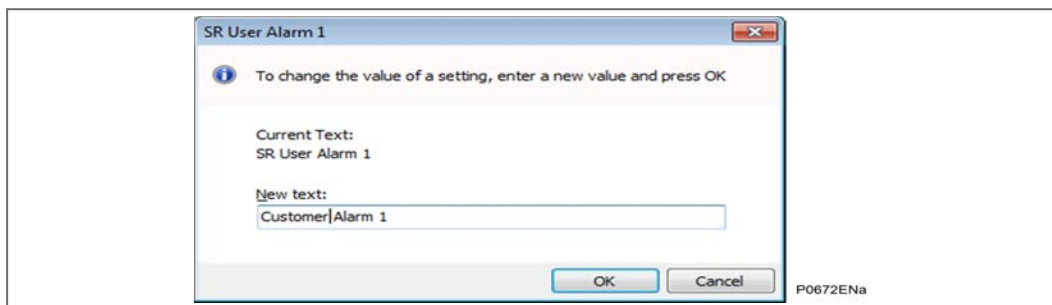 SR User Alarm 1
To change the value of a setting, enter a new value and press OK
Current Text:
SR User Alarm 1
New text:
Customer Alarm 1
OK
Cancel
P0672ENa